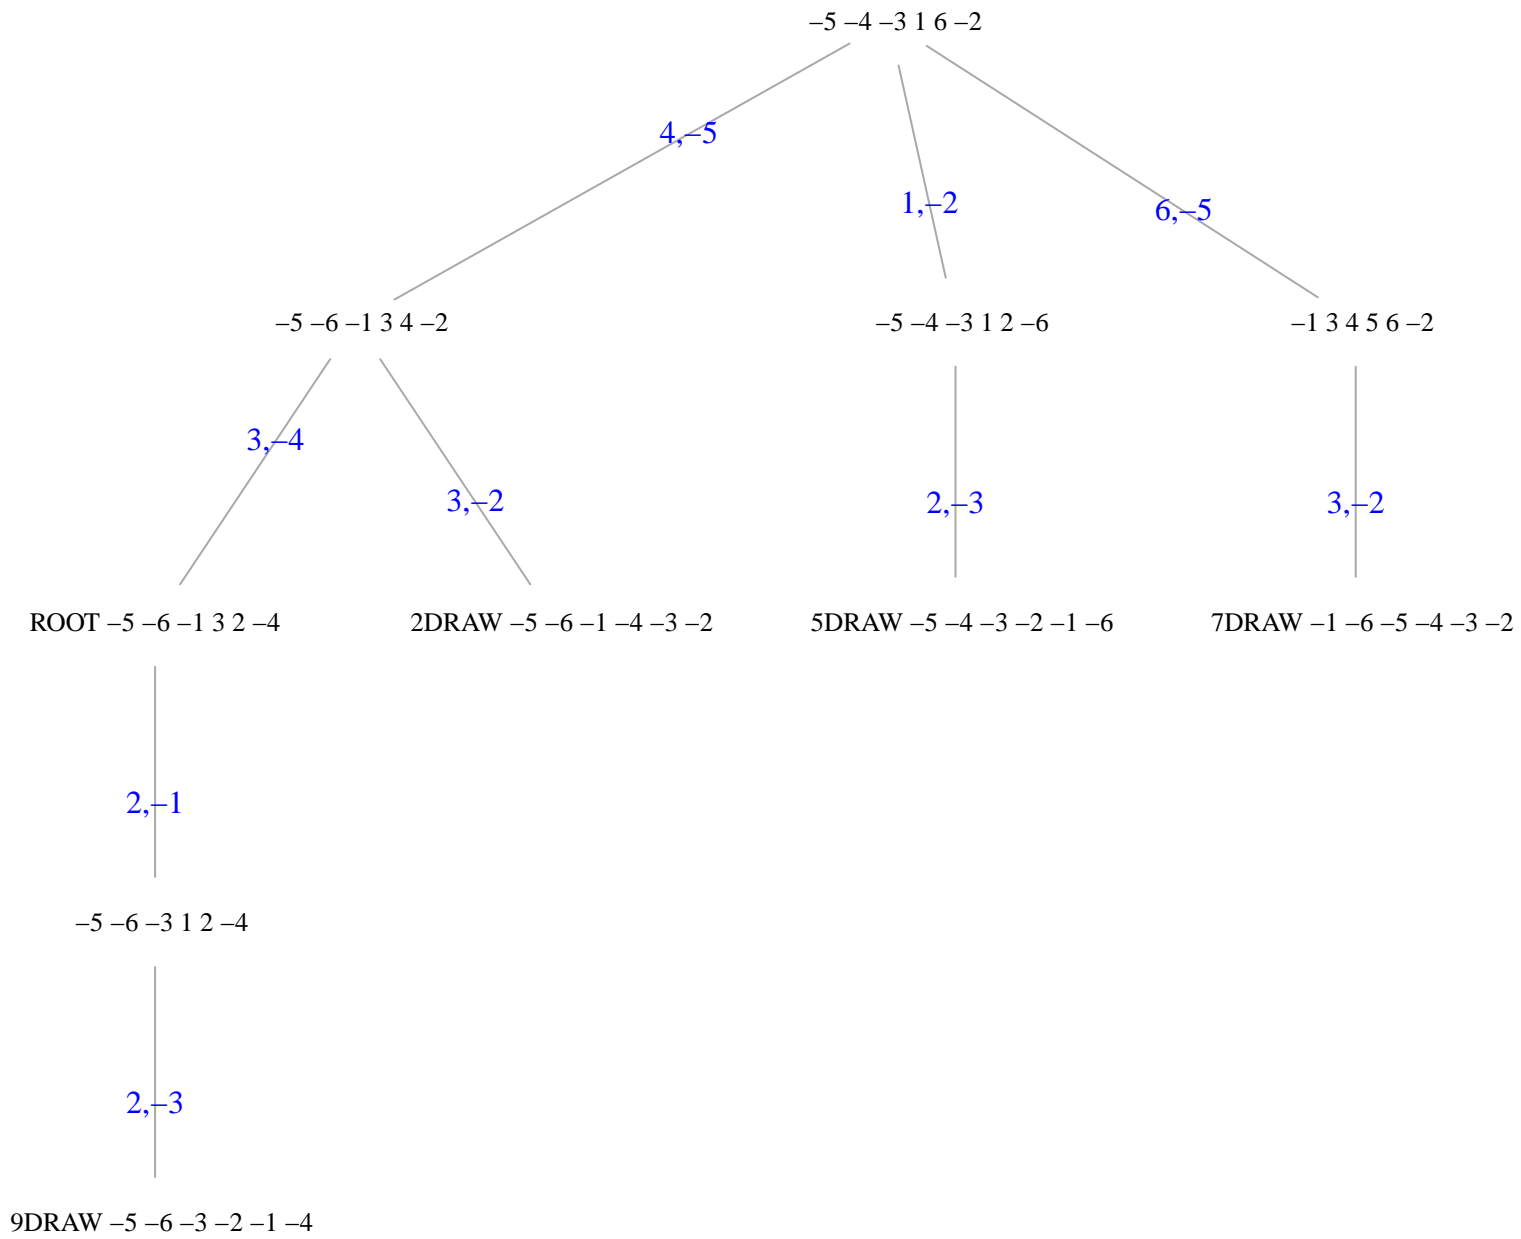 –5 –4 –3 1 6 –2
4,–5
1,–2
6,–5
–5 –6 –1 3 4 –2
–5 –4 –3 1 2 –6
–1 3 4 5 6 –2
3,–4
3,–2
2,–3
3,–2
ROOT –5 –6 –1 3 2 –4
2DRAW –5 –6 –1 –4 –3 –2
5DRAW –5 –4 –3 –2 –1 –6
7DRAW –1 –6 –5 –4 –3 –2
2,–1
–5 –6 –3 1 2 –4
2,–3
9DRAW –5 –6 –3 –2 –1 –4